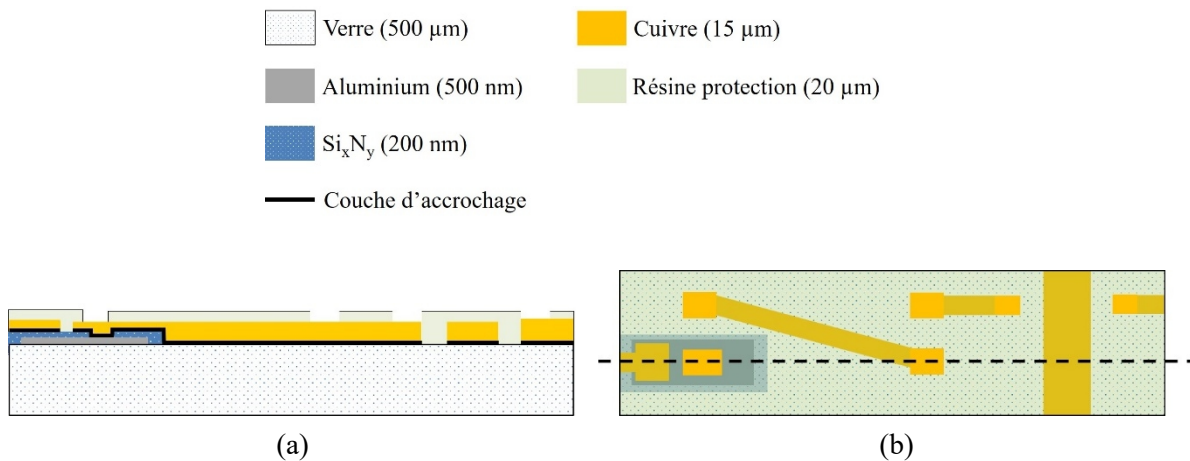 Verre (500 µm)
Cuivre (15 µm)
Aluminium (500 nm)
Résine protection (20 µm)
SixNy (200 nm)
Couche d’accrochage
(a)
(b)